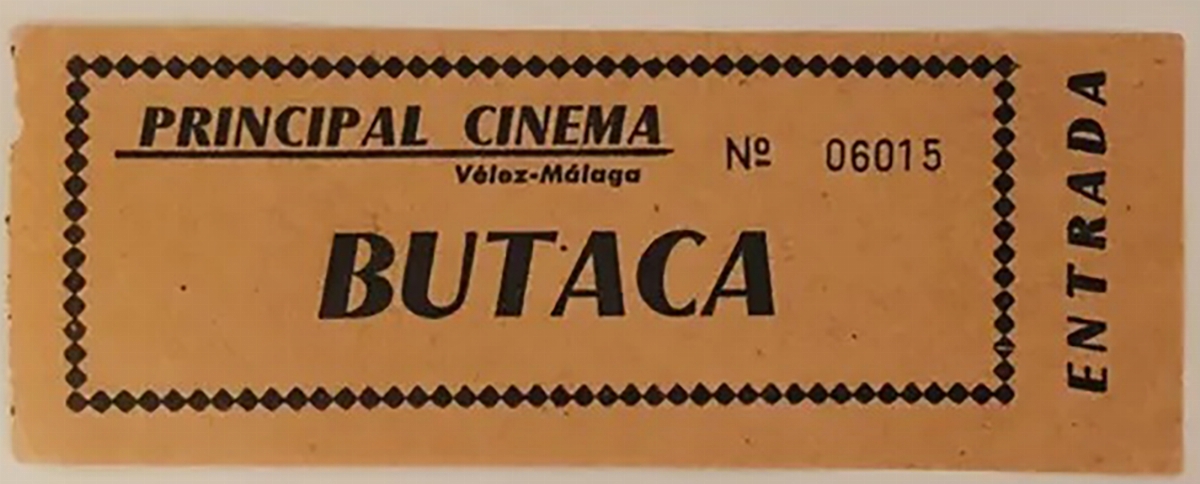 PRINCIPAL CINEMA
Vélez-Málaga
Nº 06015
BUTACA
ENTRADA